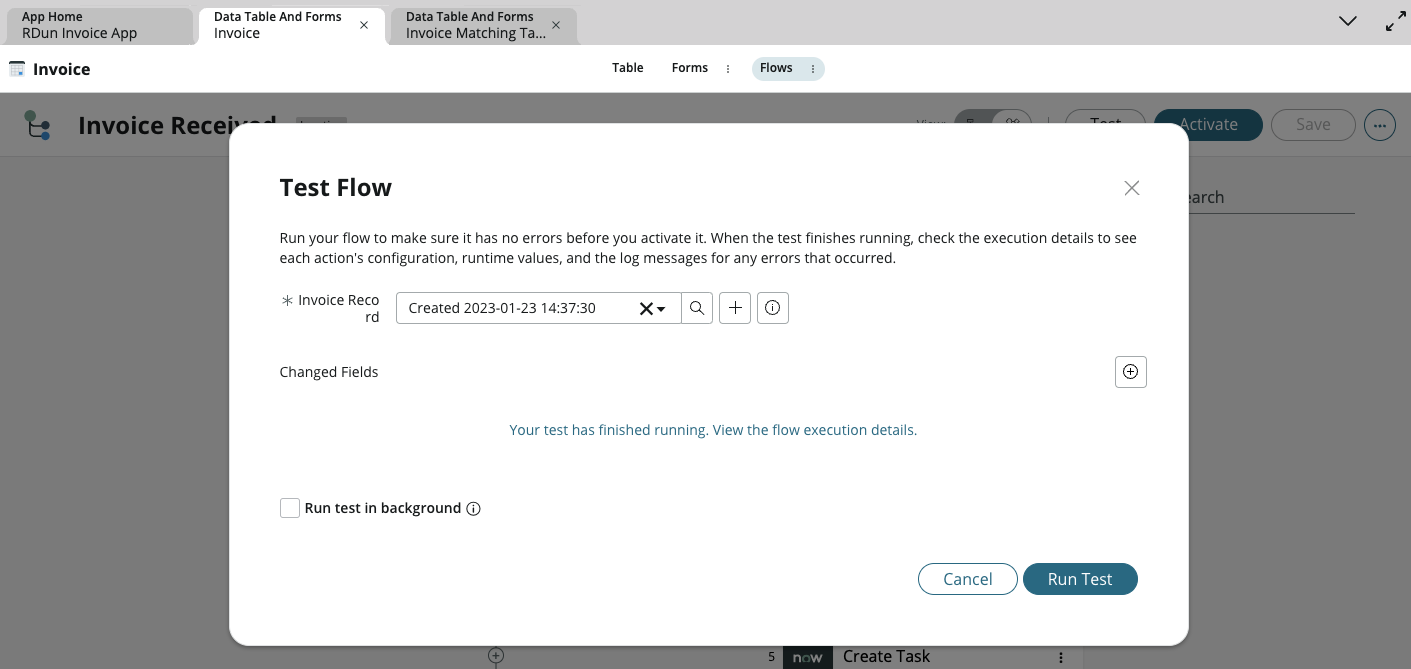 App Home
RDun Invoice App
Data Table And Forms
Invoice
Data Table And Forms
Invoice Matching Ta...
Invoice
Table Forms Flows
Invoice Received
Test Activate Save
earch
Test Flow
Run your flow to make sure it has no errors before you activate it. When the test finishes running, check the execution details to see
each action's configuration, runtime values, and the log messages for any errors that occurred.
* Invoice Reco
rd
Created 2023-01-23 14:37:30
Changed Fields
Your test has finished running. View the flow execution details.
Run test in background
Cancel Run Test
5 now Create Task